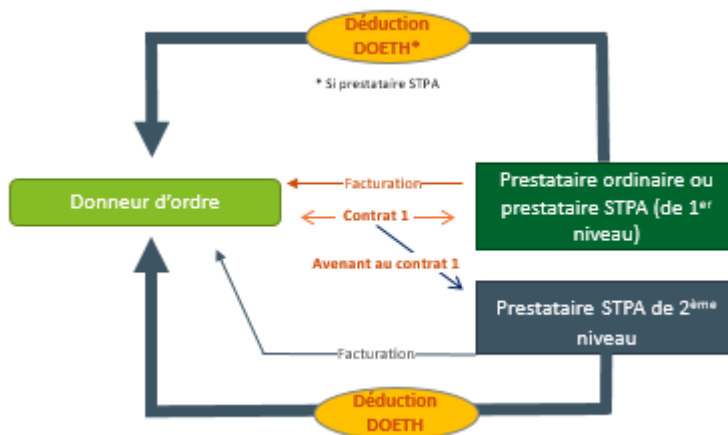 Déduction
DOETH*
* Si prestataire STPA
Donneur d'ordre
Facturation
Contrat 1
Avenant au contrat 1
Prestataire ordinaire ou
prestataire STPA (de 1er
niveau)
Prestataire STPA de 2ème
niveau
Facturation
Déduction
DOETH